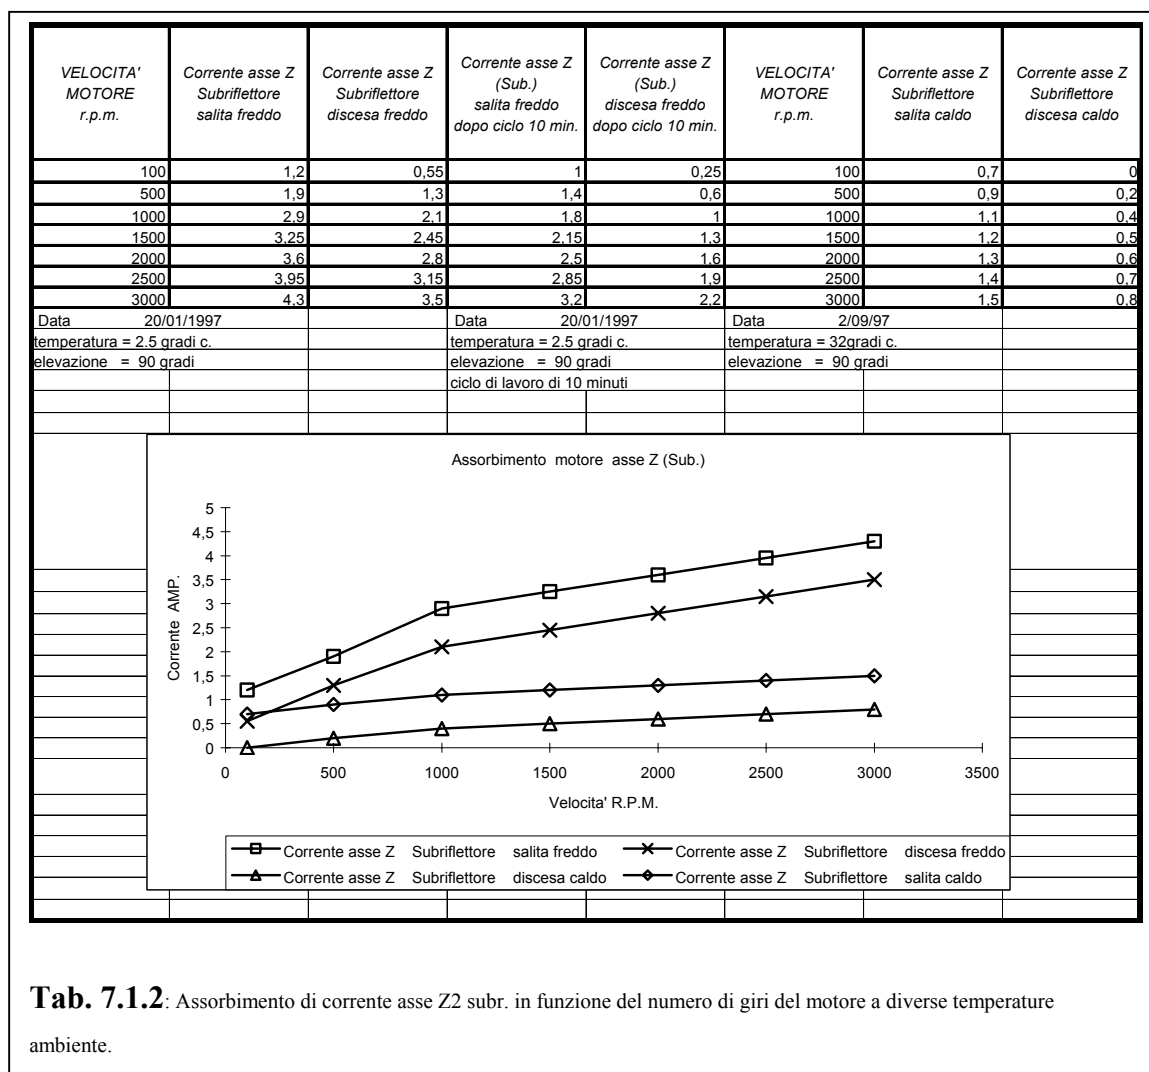 VELOCITA' MOTORE r.p.m. Corrente asse Z Subriflettore salita freddo Corrente asse Z Subriflettore discesa freddo Corrente asse Z (Sub.) salita freddo dopo ciclo 10 min. Corrente asse Z (Sub.) discesa freddo dopo ciclo 10 min. VELOCITA' MOTORE r.p.m. Corrente asse Z Subriflettore salita caldo Corrente asse Z Subriflettore discesa caldo
100 1,2 0,55 1 0,25 100 0,7 0
500 1,9 1,3 1,4 0,6 500 0,9 0,2
1000 2,9 2,1 1,8 1 1000 1,1 0,4
1500 3,25 2,45 2,15 1,3 1500 1,2 0,5
2000 3,6 2,8 2,5 1,6 2000 1,3 0,6
2500 3,95 3,15 2,85 1,9 2500 1,4 0,7
3000 4,3 3,5 3,2 2,2 3000 1,5 0,8
Data 20/01/1997 Data 20/01/1997 Data 2/09/97
temperatura = 2.5 gradi c. temperatura = 2.5 gradi c. temperatura = 32gradi c.
elevazione = 90 gradi elevazione = 90 gradi elevazione = 90 gradi
ciclo di lavoro di 10 minuti
Assorbimento motore asse Z (Sub.)
5
4,5
4
3,5
3
2,5
2
1,5
1
0,5
0
Corrente AMP.
0 500 1000 1500 2000 2500 3000 3500
Velocita' R.P.M.
Corrente asse Z Subriflettore salita freddo Corrente asse Z Subriflettore discesa freddo
Corrente asse Z Subriflettore discesa caldo Corrente asse Z Subriflettore salita caldo
Tab. 7.1.2: Assorbimento di corrente asse Z2 subr. in funzione del numero di giri del motore a diverse temperature
ambiente.